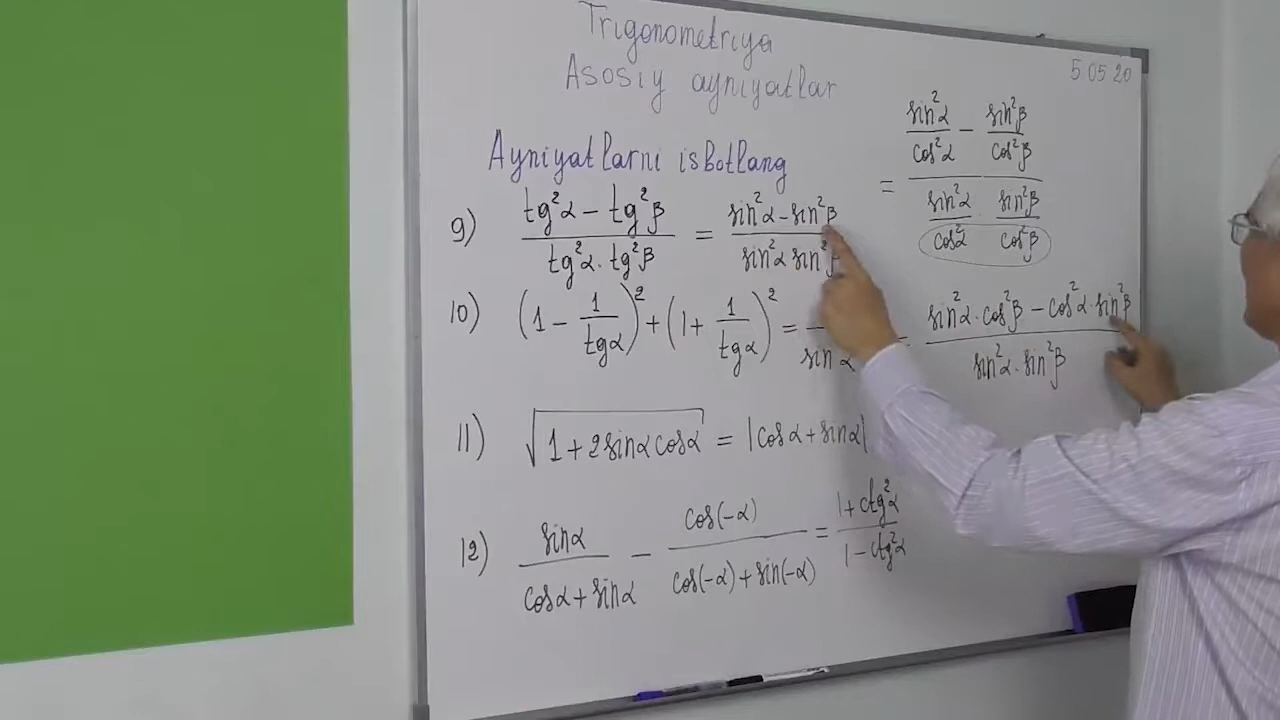 Trigonometriya
Asosiy ayniyatlar
5 05 20
Ayniyatlarni isbotlang
9) (tg²α − tg²β)/(tg²α · tg²β) = (sin²α − sin²β)/(sin²α sin²β)
= (sin²α/cos²α − sin²β/cos²β)/(sin²α/cos²α · sin²β/cos²β)
= (sin²α · cos²β − cos²α · sin²β)/(sin²α · sin²β)
10) (1 − 1/tgα)² + (1 + 1/tgα)² = /sin α
11) √(1 + 2sinαcosα) = |cosα + sinα|
12) sinα/(cosα + sinα) − cos(−α)/(cos(−α) + sin(−α)) = (1 + ctg²α)/(1 − ctg²α)